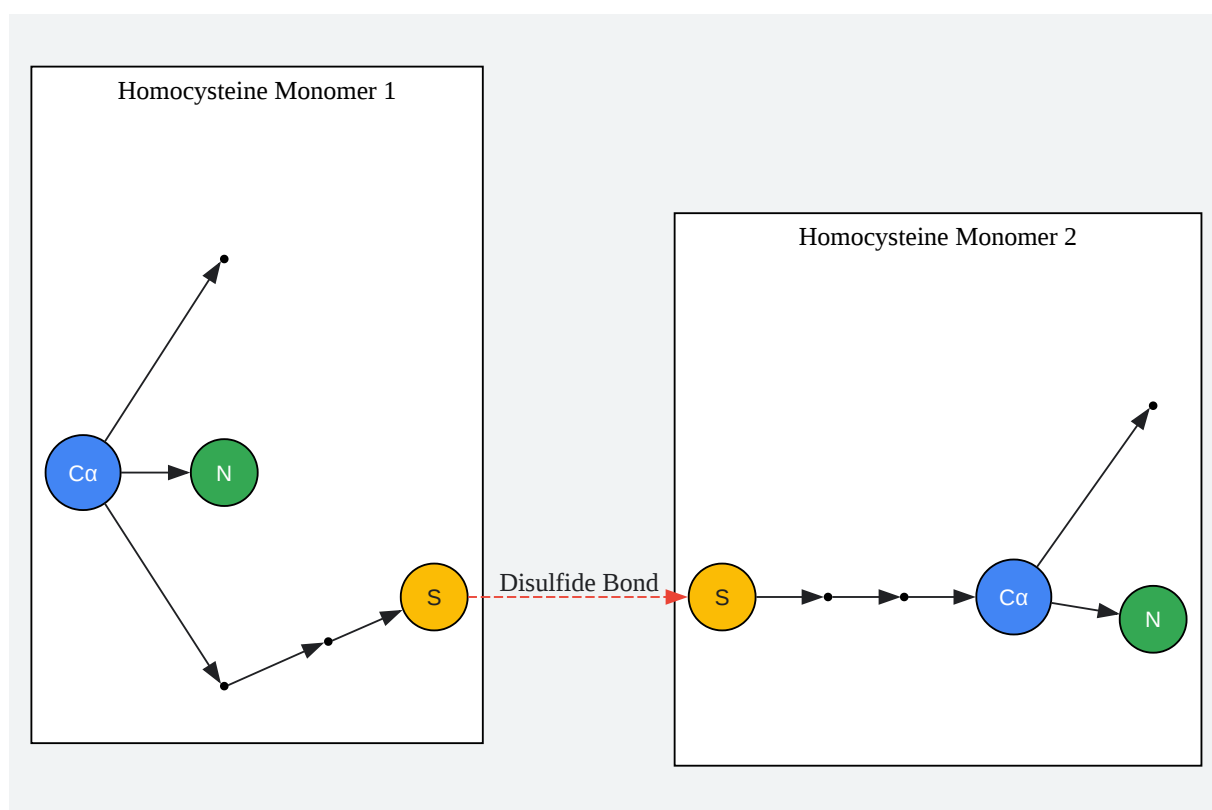 Homocysteine Monomer 1
Homocysteine Monomer 2
Cα
N
S
Disulfide Bond
S
Cα
N